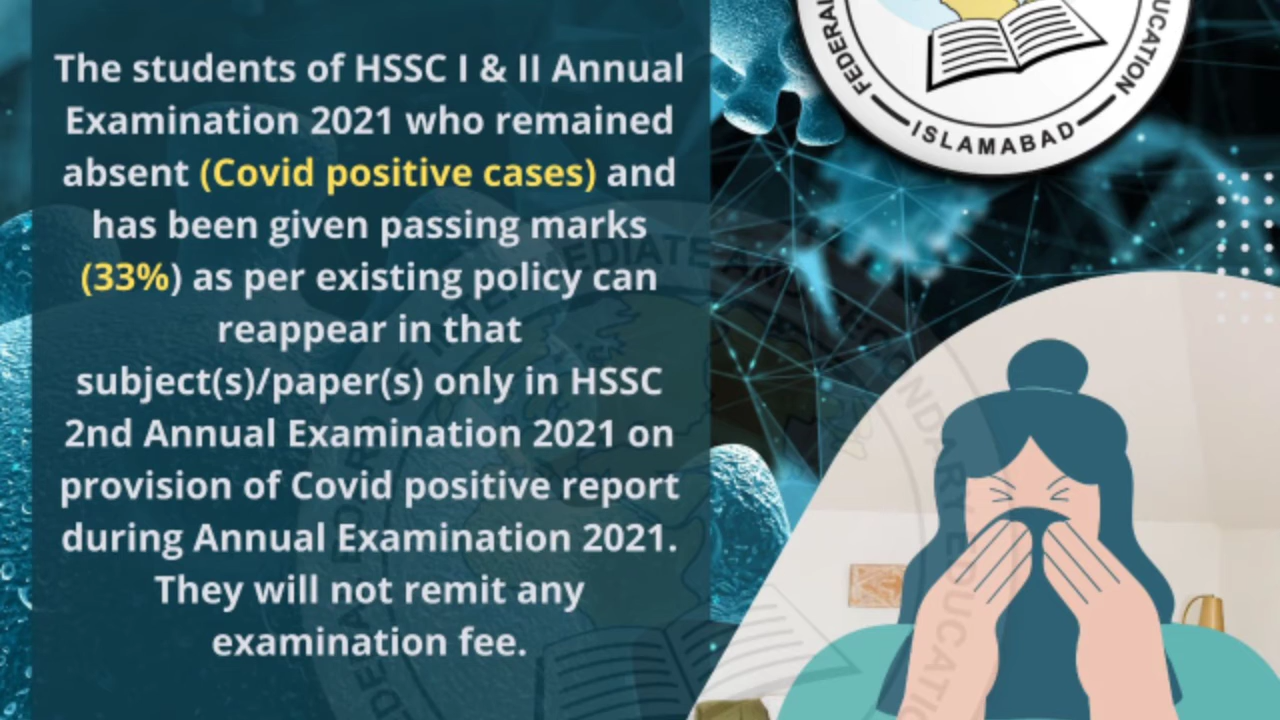 The students of HSSC I & II Annual
Examination 2021 who remained
absent (Covid positive cases) and
has been given passing marks
(33%) as per existing policy can
reappear in that
subject(s)/paper(s) only in HSSC
2nd Annual Examination 2021 on
provision of Covid positive report
during Annual Examination 2021.
They will not remit any
examination fee.
ISLAMABAD